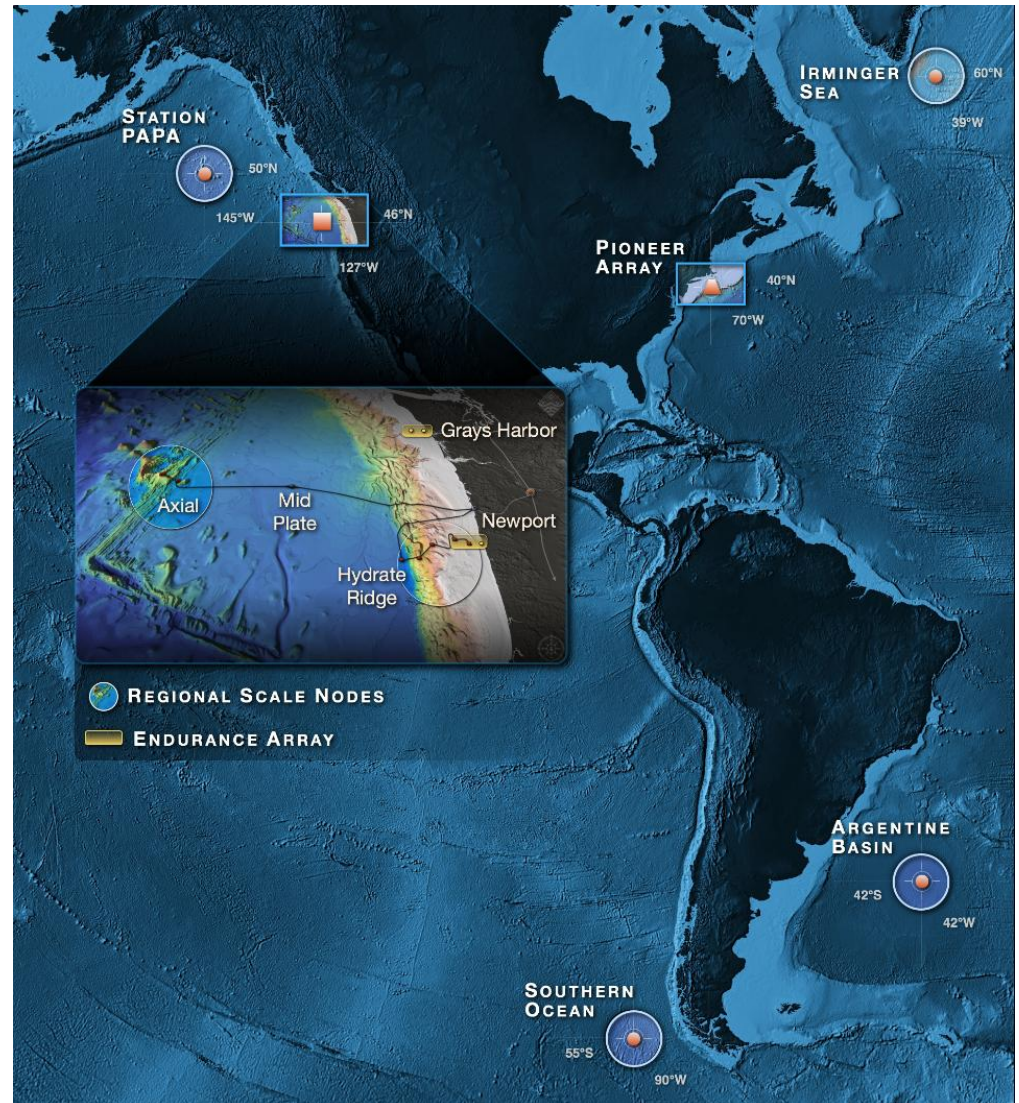 IRMINGER
SEA
60°N
39°W
STATION
PAPA
50°N
145°W
46°N
127°W
PIONEER
ARRAY
40°N
70°W
Grays Harbor
Axial
Mid
Plate
Newport
Hydrate
Ridge
REGIONAL SCALE NODES
ENDURANCE ARRAY
ARGENTINE
BASIN
42°S
42°W
SOUTHERN
OCEAN
55°S
90°W